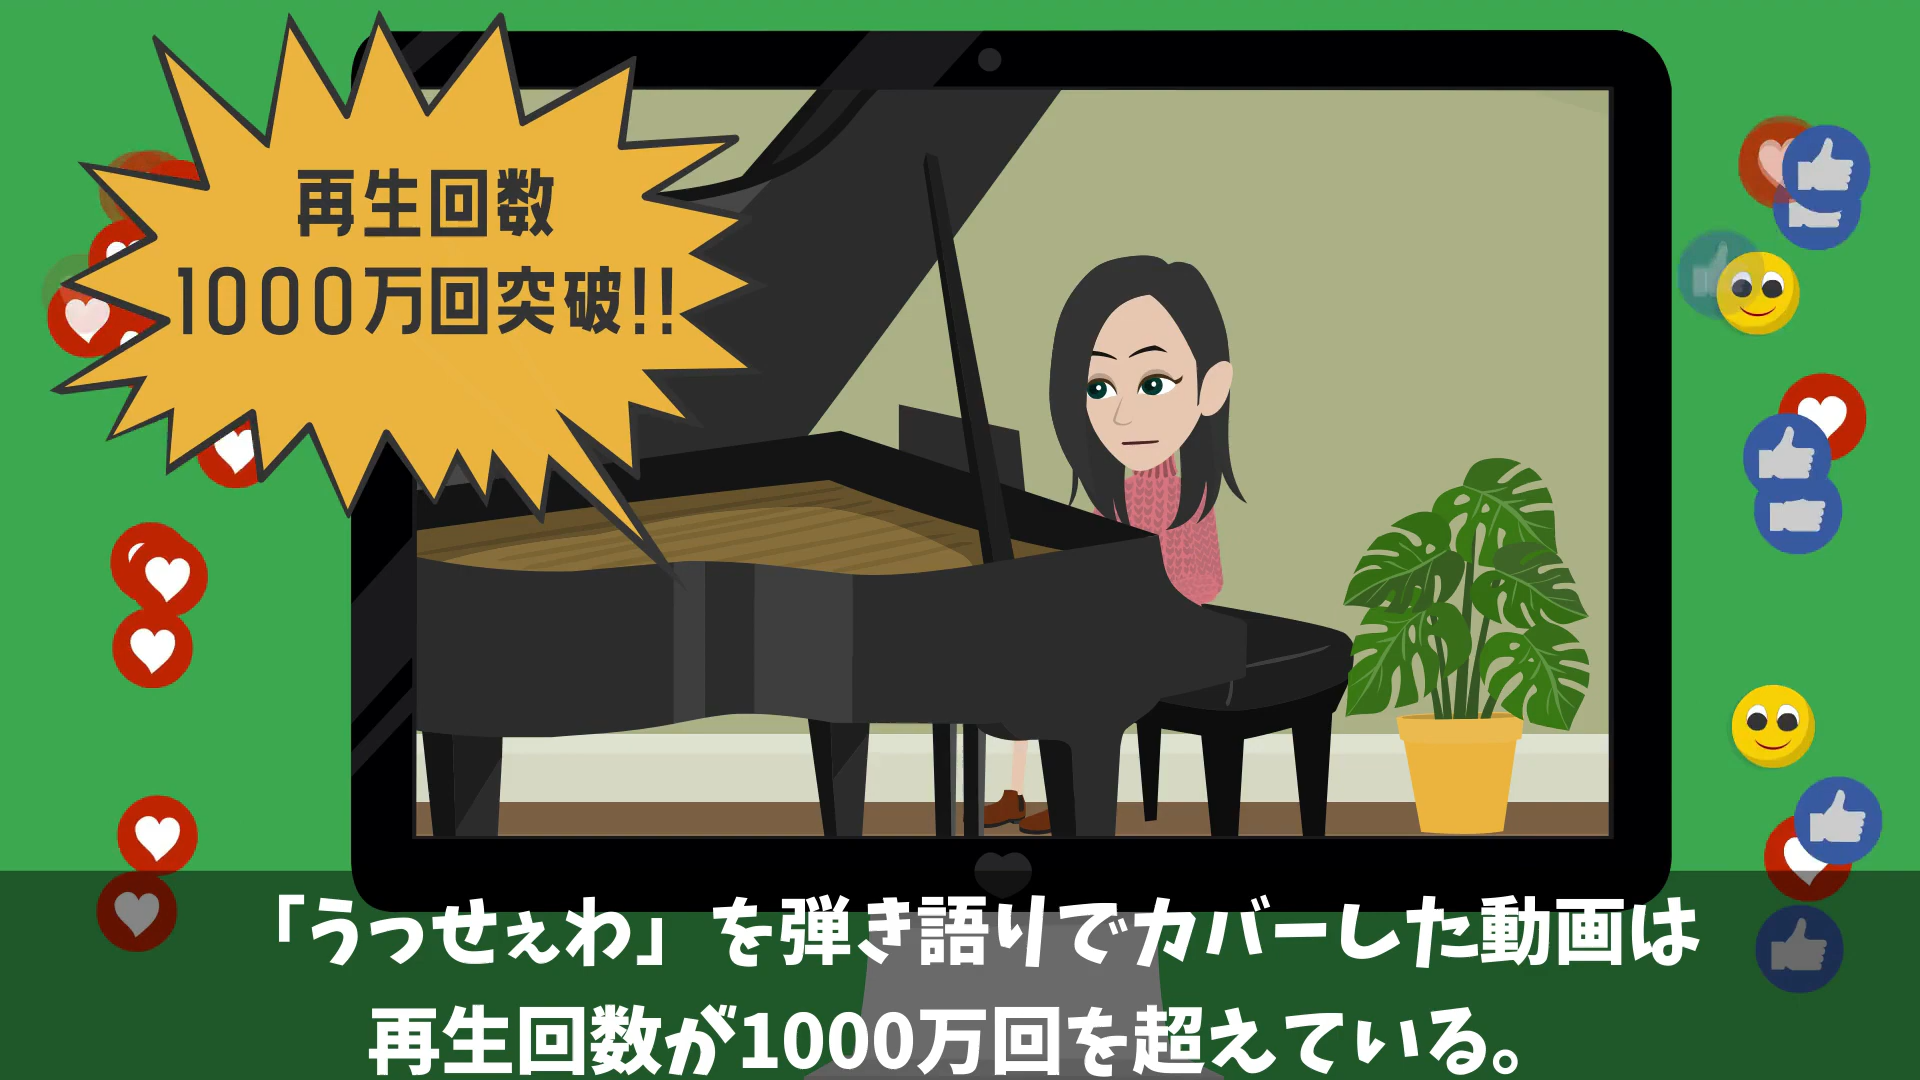 再生回数
1000万回突破!!
「うっせぇわ」を弾き語りでカバーした動画は
再生回数が1000万回を超えている。